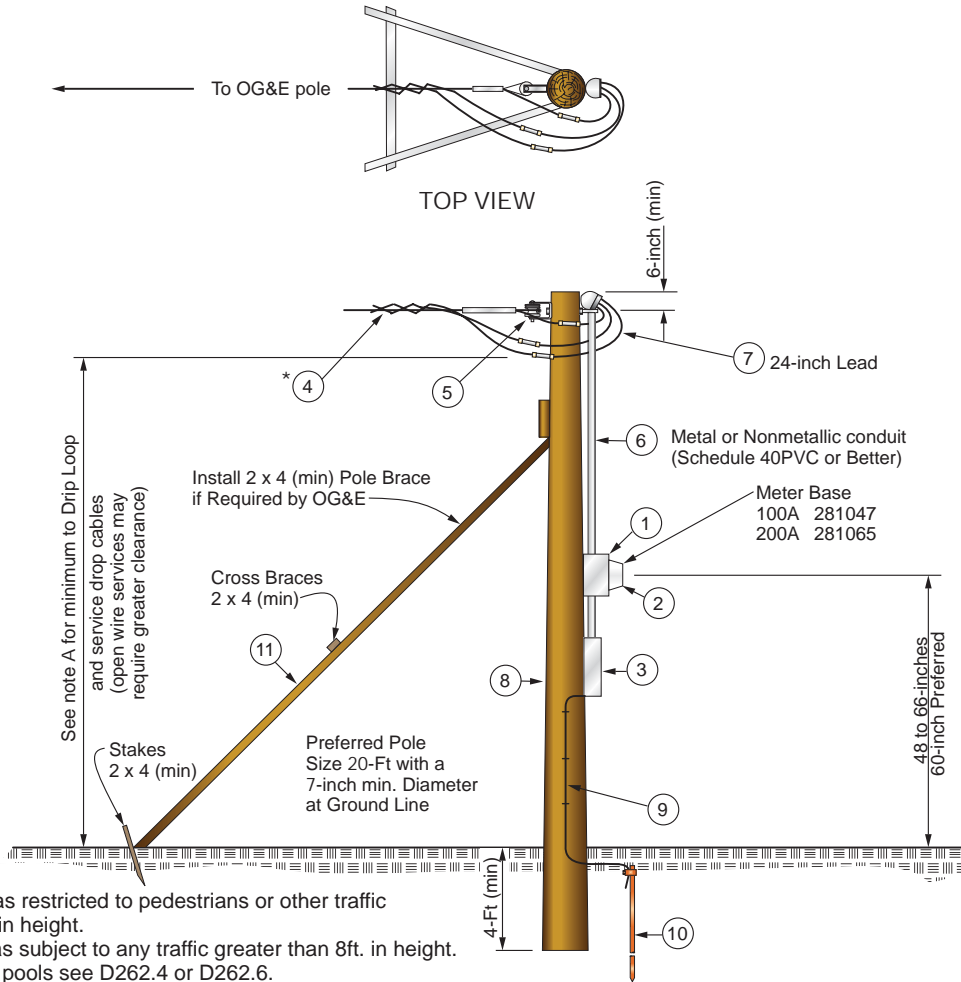 To OG&E pole
TOP VIEW
6-inch (min)
* 4
5
7 24-inch Lead
See note A for minimum to Drip Loop
and service drop cables
(open wire services may
require greater clearance)
6 Metal or Nonmetallic conduit
(Schedule 40PVC or Better)
Install 2 x 4 (min) Pole Brace
if Required by OG&E
Meter Base
100A 281047
200A 281065
1
2
Cross Braces
2 x 4 (min)
11
3
8
48 to 66-inches
60-inch Preferred
Stakes
2 x 4 (min)
Preferred Pole
Size 20-Ft with a
7-inch min. Diameter
at Ground Line
9
4-Ft (min)
10
restricted to pedestrians or other traffic
in height.
subject to any traffic greater than 8ft. in height.
pools see D262.4 or D262.6.